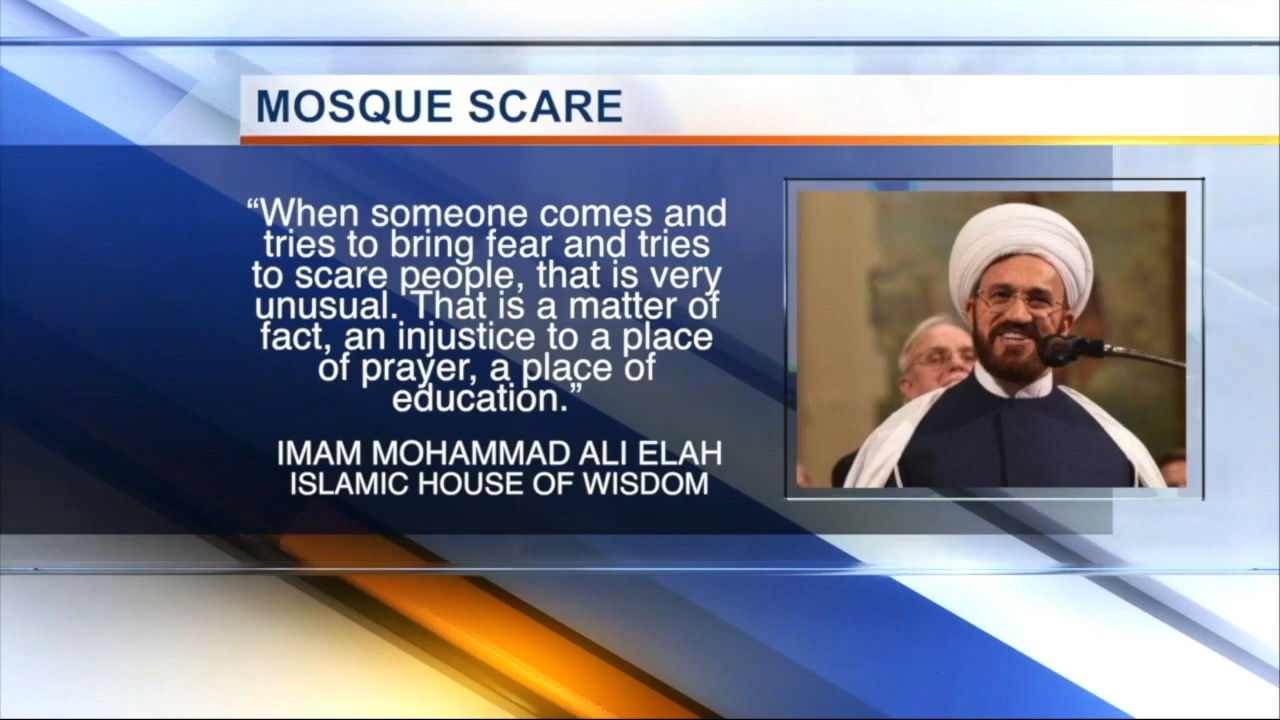 MOSQUE SCARE
“When someone comes and
tries to bring fear and tries
to scare people, that is very
unusual. That is a matter of
fact, an injustice to a place
of prayer, a place of
education.”
IMAM MOHAMMAD ALI ELAH
ISLAMIC HOUSE OF WISDOM